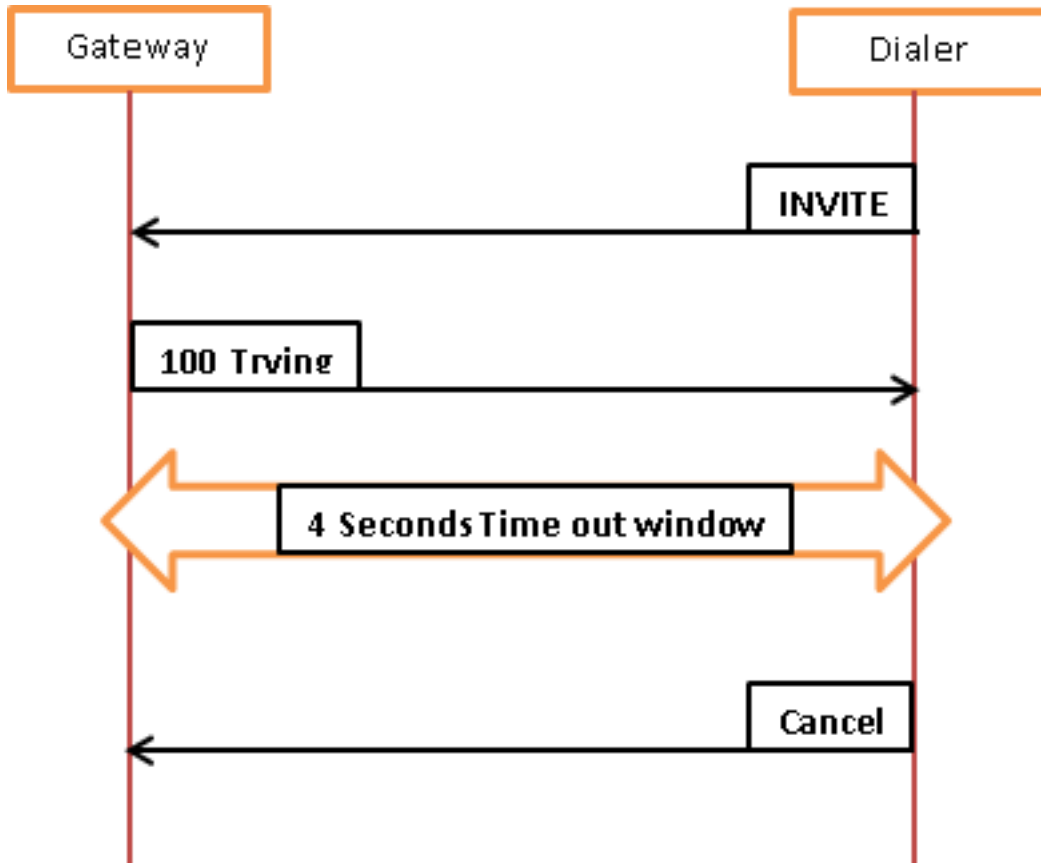 Gateway
Dialer
INVITE
100 Trying
4 Seconds Time out window
Cancel